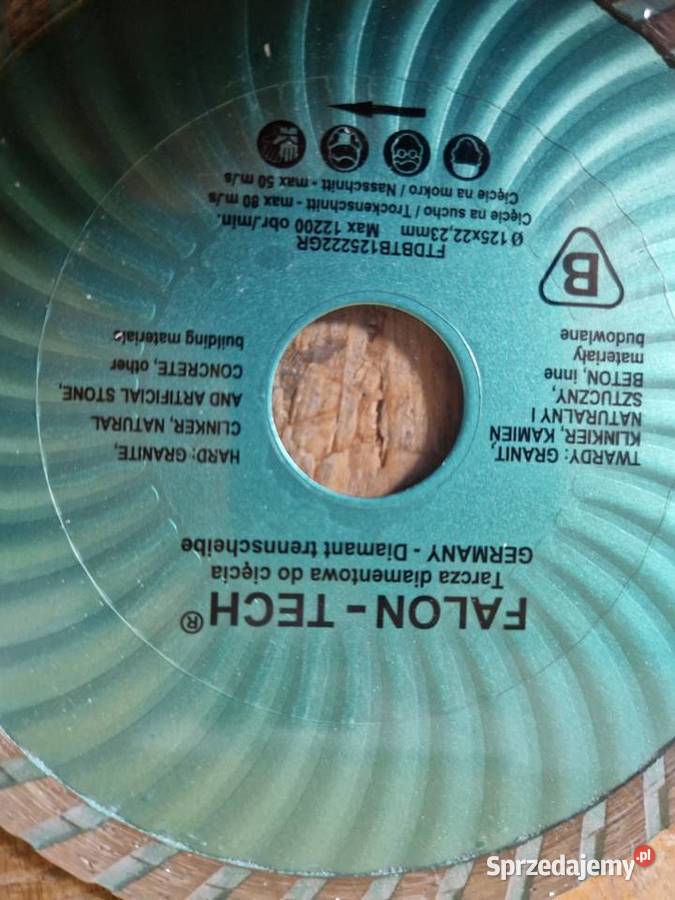 FALON-TECH®
Tarcza diamentowa do cięcia
GERMANY - Diamant trennscheibe
TWARDY: GRANIT,
KLINKIER, KAMIEŃ
NATURALNY I
SZTUCZNY,
BETON, inne
materiały
budowlane
HARD: GRANITE,
CLINKER, NATURAL
AND ARTIFICIAL STONE,
CONCRETE, other
building materials
B
FTDBTB125222GR
Ø 125x22,23mm Max 12200 obr./min.
Cięcie na sucho / Trockenschnitt - max 80 m/s
Cięcie na mokro / Nasschnitt - max 50 m/s
Sprzedajemy.pl